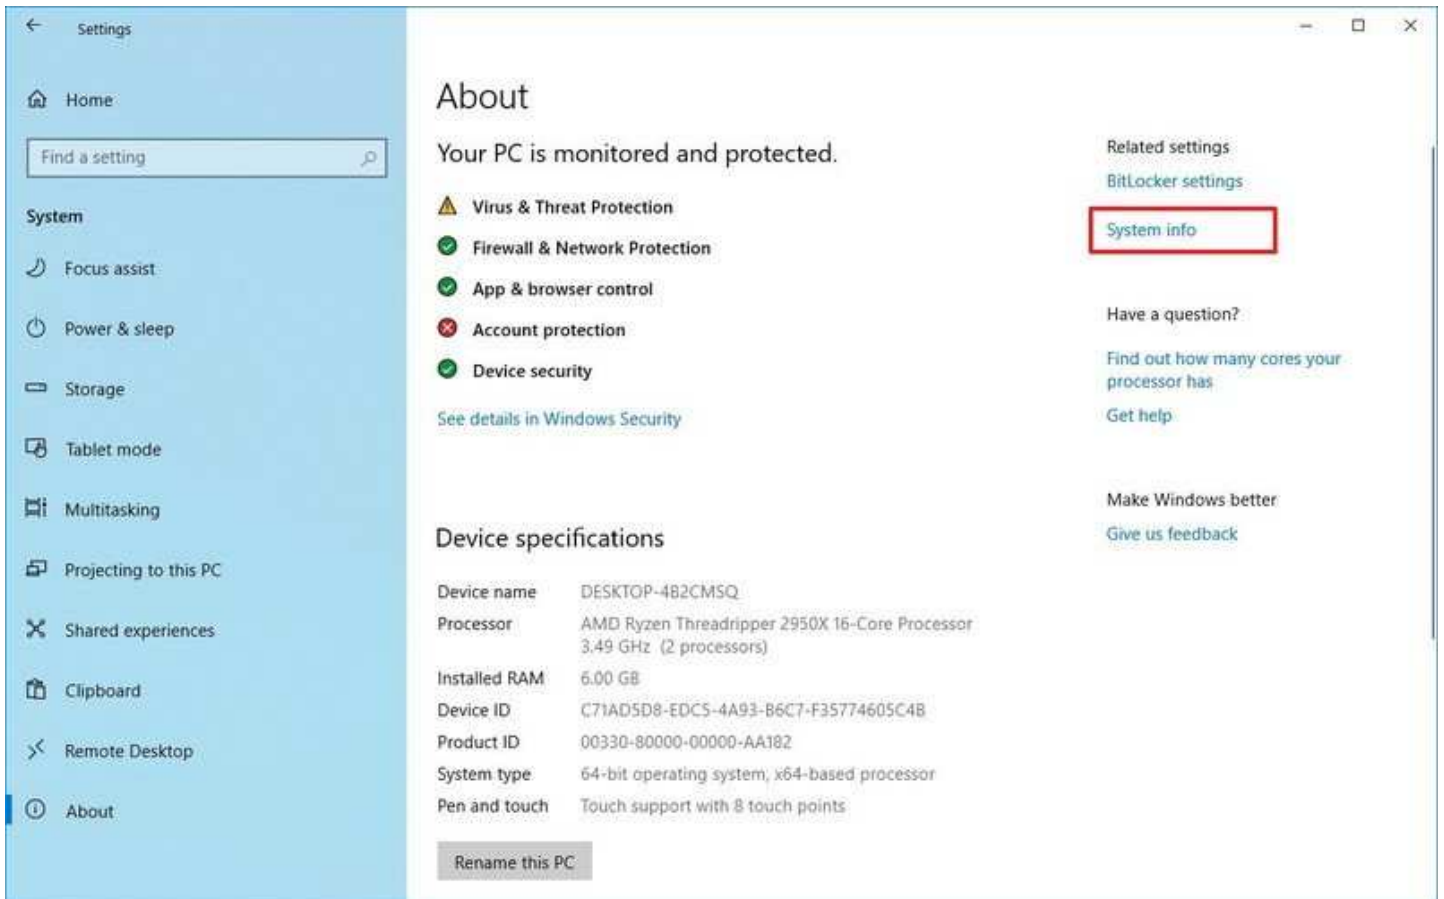 Settings
Home
Find a setting
System
Focus assist
Power & sleep
Storage
Tablet mode
Multitasking
Projecting to this PC
Shared experiences
Clipboard
Remote Desktop
About
About
Your PC is monitored and protected.
Virus & Threat Protection
Firewall & Network Protection
App & browser control
Account protection
Device security
See details in Windows Security
Device specifications
Device name DESKTOP-4B2CMSQ
Processor AMD Ryzen Threadripper 2950X 16-Core Processor
3.49 GHz (2 processors)
Installed RAM 6.00 GB
Device ID C71AD5D8-EDC5-4A93-B6C7-F35774605C4B
Product ID 00330-80000-00000-AA182
System type 64-bit operating system, x64-based processor
Pen and touch Touch support with 8 touch points
Rename this PC
Related settings
BitLocker settings
System info
Have a question?
Find out how many cores your
processor has
Get help
Make Windows better
Give us feedback